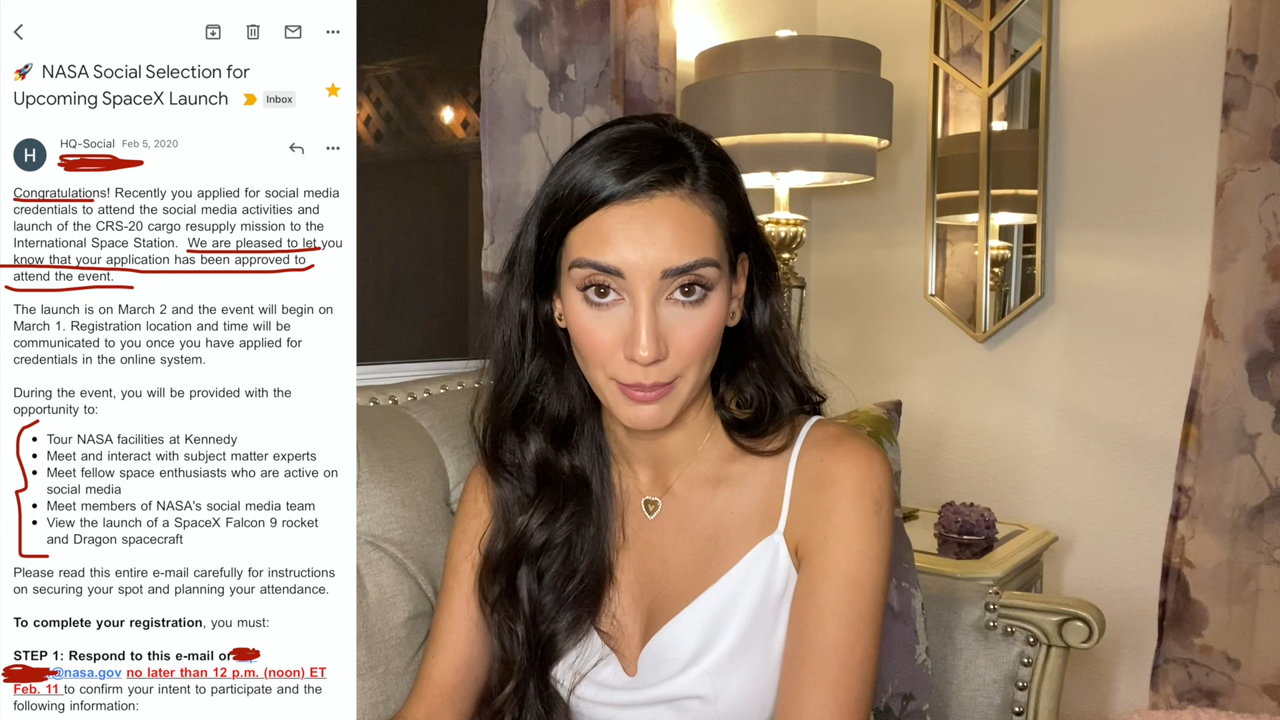 NASA Social Selection for
Upcoming SpaceX Launch Inbox
H
HQ-Social Feb 5, 2020
Congratulations! Recently you applied for social media
credentials to attend the social media activities and
launch of the CRS-20 cargo resupply mission to the
International Space Station. We are pleased to let you
know that your application has been approved to
attend the event.
The launch is on March 2 and the event will begin on
March 1. Registration location and time will be
communicated to you once you have applied for
credentials in the online system.
During the event, you will be provided with the
opportunity to:
• Tour NASA facilities at Kennedy
• Meet and interact with subject matter experts
• Meet fellow space enthusiasts who are active on
social media
• Meet members of NASA's social media team
• View the launch of a SpaceX Falcon 9 rocket
and Dragon spacecraft
Please read this entire e-mail carefully for instructions
on securing your spot and planning your attendance.
To complete your registration, you must:
STEP 1: Respond to this e-mail or
@nasa.gov no later than 12 p.m. (noon) ET
Feb. 11 to confirm your intent to participate and the
following information: